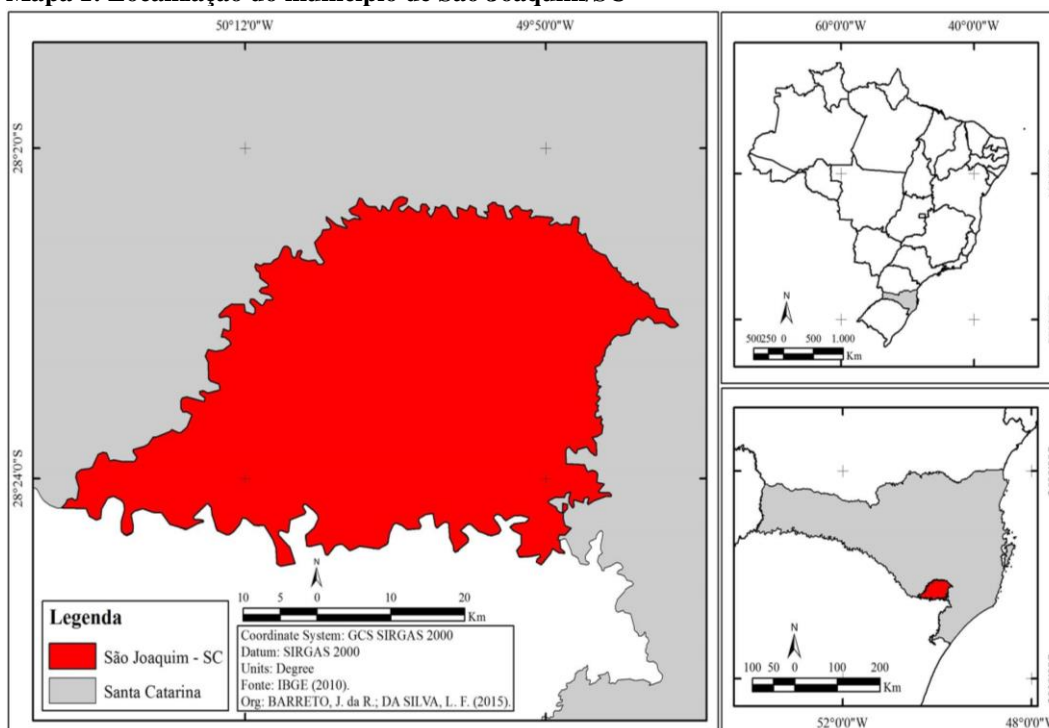 Mapa 1: Localização do município de São Joaquim/SC
50°12'0"W
49°50'0"W
28°2'0"S
28°24'0"S
N
10 5 0 10 20
Km
Legenda
São Joaquim - SC
Santa Catarina
Coordinate System: GCS SIRGAS 2000
Datum: SIRGAS 2000
Units: Degree
Fonte: IBGE (2010).
Org: BARRETO, J. da R.; DA SILVA, L. F. (2015).
60°0'0"W
40°0'0"W
N
500250 0 500 1.000
Km
N
100 50 0 100 200
Km
52°0'0"W
48°0'0"W